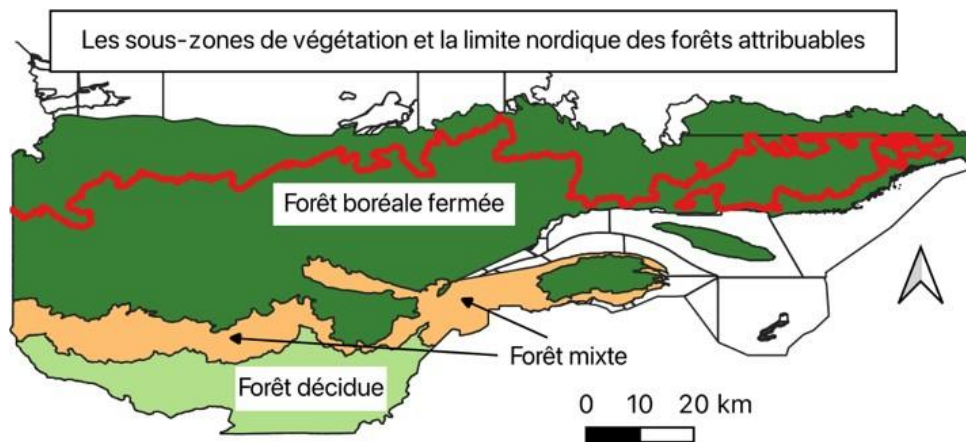 Les sous-zones de végétation et la limite nordique des forêts attribuables
Forêt boréale fermée
Forêt mixte
Forêt décidue
0 10 20 km